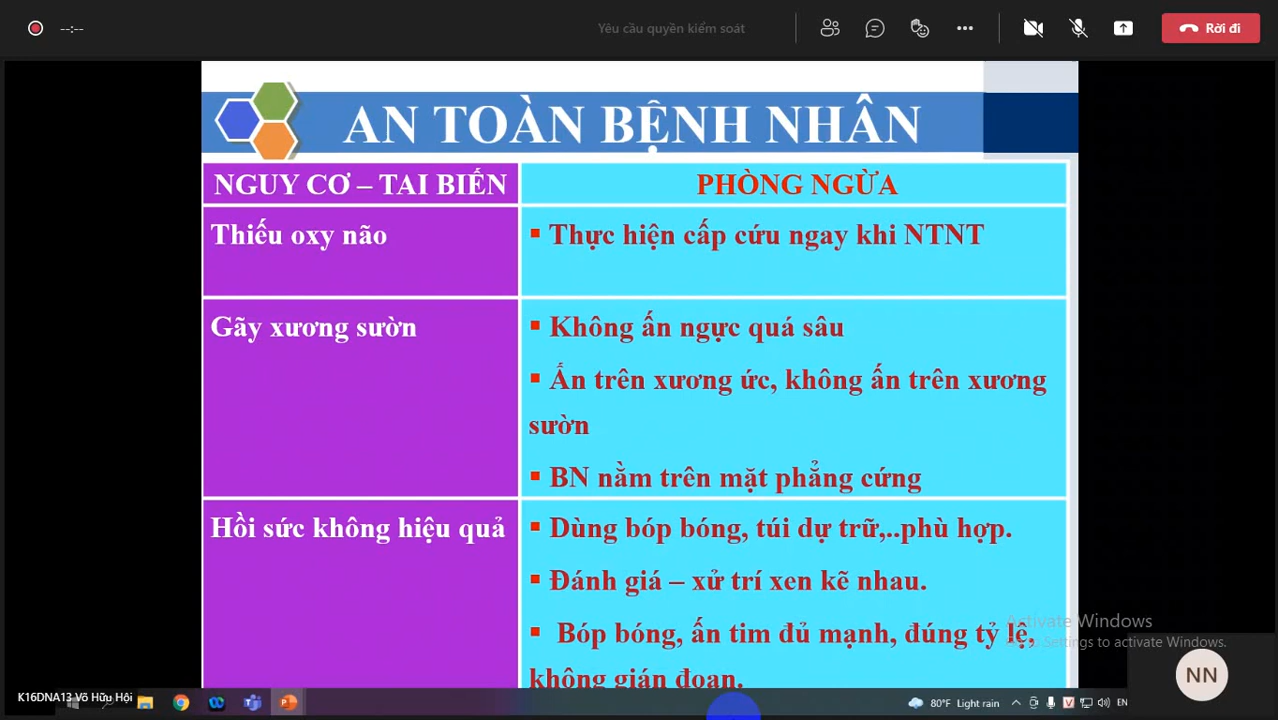 --:--
Yêu cầu quyền kiểm soát
Rời đi
AN TOÀN BỆNH NHÂN
NGUY CƠ – TAI BIẾN
PHÒNG NGỪA
Thiếu oxy não
▪ Thực hiện cấp cứu ngay khi NTNT
Gãy xương sườn
▪ Không ấn ngực quá sâu
▪ Ấn trên xương ức, không ấn trên xương
sườn
▪ BN nằm trên mặt phẳng cứng
Hồi sức không hiệu quả
▪ Dùng bóp bóng, túi dự trữ,..phù hợp.
▪ Đánh giá – xử trí xen kẽ nhau.
▪ Bóp bóng, ấn tim đủ mạnh, đúng tỷ lệ,
không gián đoạn.
Activate Windows
Settings to activate Windows.
NN
K16DNA13 Võ Hữu Hội
80°F Light rain
ENG